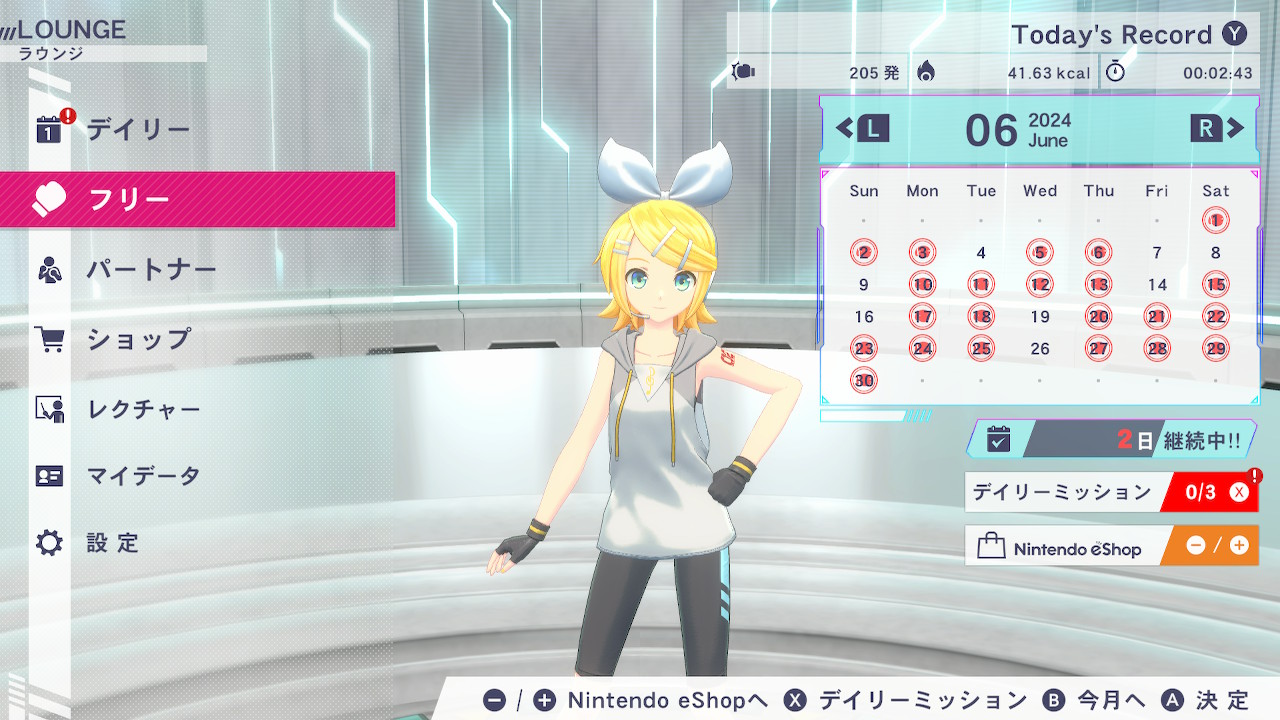 LOUNGE
ラウンジ
Today's Record Y
205 発 41.63 kcal 00:02:43
L 06 2024 June R
Sun Mon Tue Wed Thu Fri Sat
1
2 3 4 5 6 7 8
9 10 11 12 13 14 15
16 17 18 19 20 21 22
23 24 25 26 27 28 29
30
2日 継続中!!
デイリーミッション 0/3 X
Nintendo eShop − / +
1 ! デイリー
フリー
パートナー
ショップ
レクチャー
マイデータ
設定
− / + Nintendo eShopへ X デイリーミッション B 今月へ A 決定